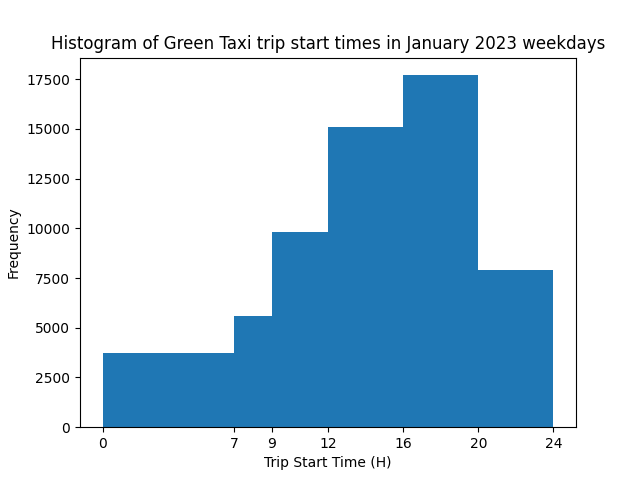 Histogram of Green Taxi trip start times in January 2023 weekdays
17500
15000
12500
10000
7500
5000
2500
0
Frequency
0 7 9 12 16 20 24
Trip Start Time (H)